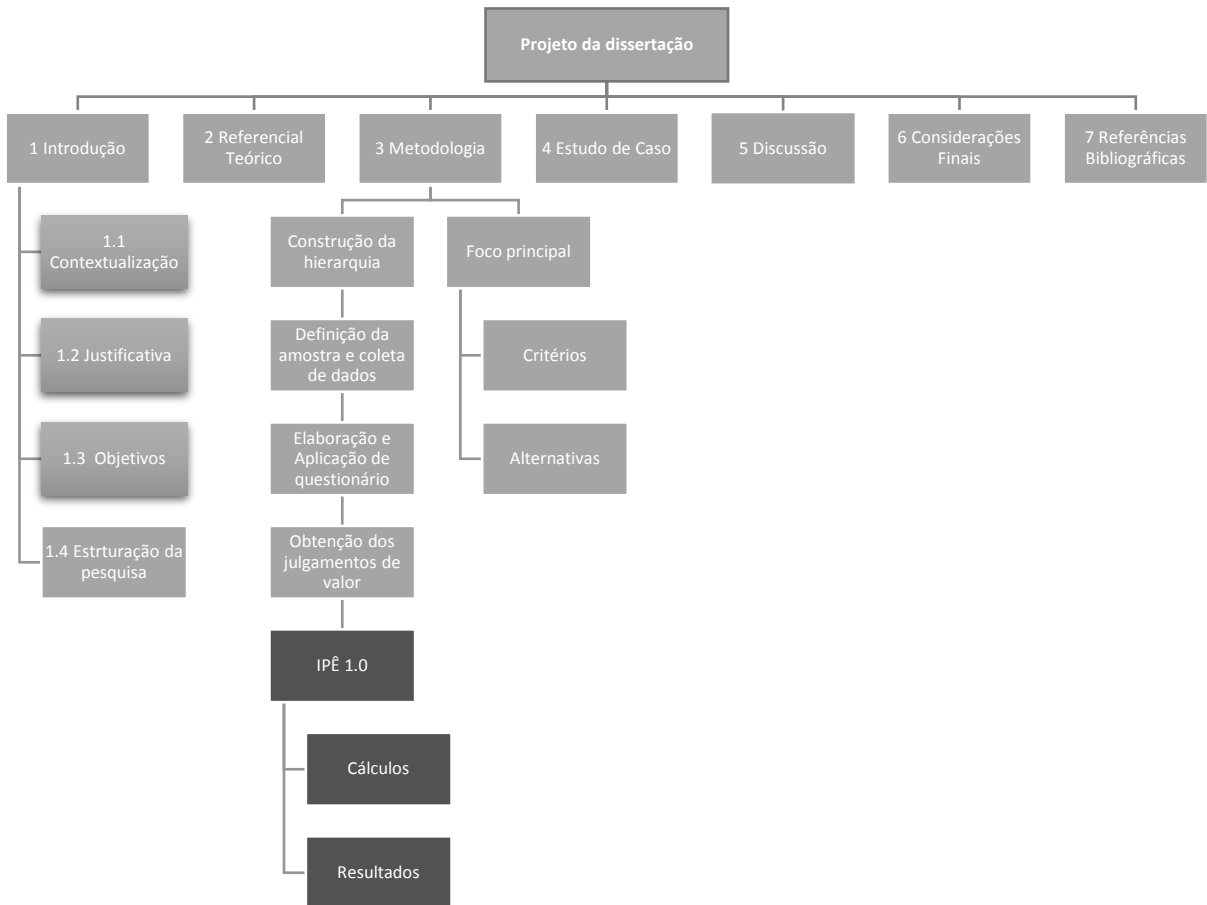 Projeto da dissertação
1 Introdução
2 Referencial
Teórico
3 Metodologia
4 Estudo de Caso
5 Discussão
6 Considerações
Finais
7 Referências
Bibliográficas
1.1
Contextualização
1.2 Justificativa
1.3 Objetivos
1.4 Estrturação da
pesquisa
Construção da
hierarquia
Definição da
amostra e coleta
de dados
Elaboração e
Aplicação de
questionário
Obtenção dos
julgamentos de
valor
IPÊ 1.0
Cálculos
Resultados
Foco principal
Critérios
Alternativas